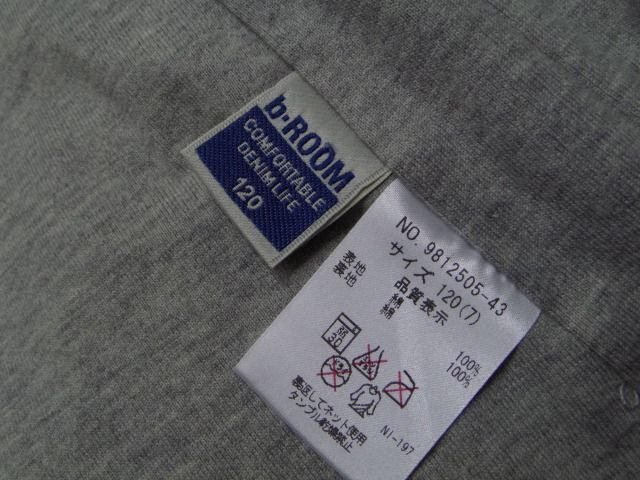 b・ROOM
COMFORTABLE
DENIM LIFE
120
NO. 9812505-43
サイズ 120(7)
品質表示
表地 綿 100%
裏地 綿 100%
裏返してネット使用
タンブル乾燥禁止
NI-197